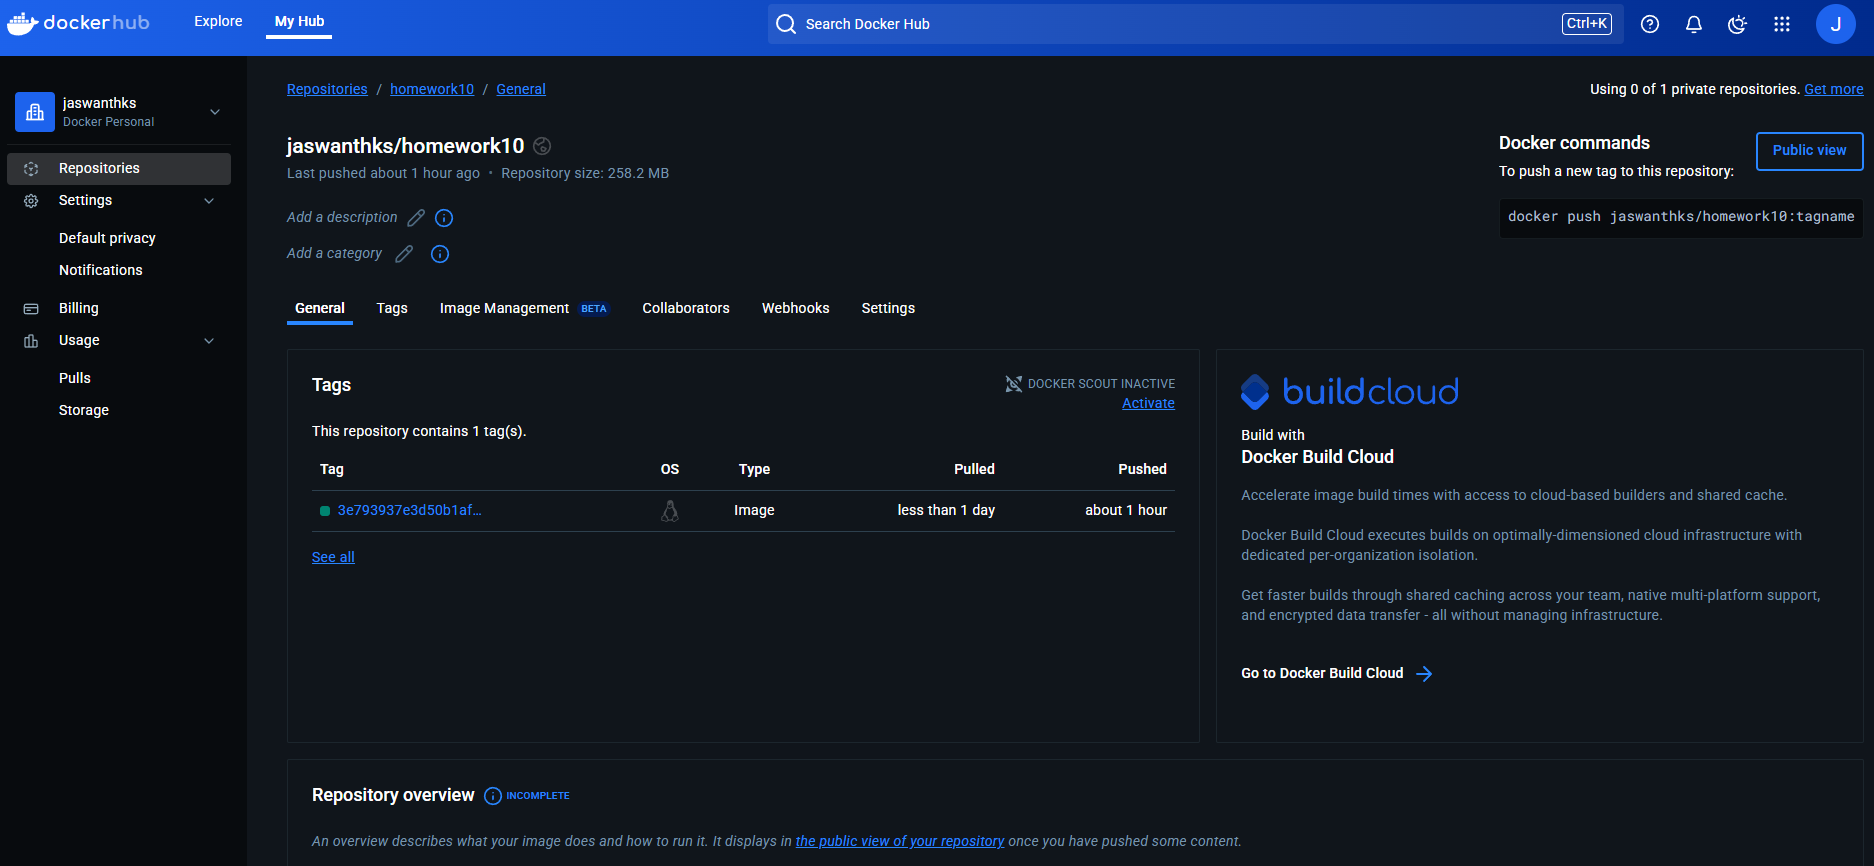 dockerhub
Explore
My Hub
Search Docker Hub
Ctrl+K
J
jaswanthks
Docker Personal
Repositories
Settings
Default privacy
Notifications
Billing
Usage
Pulls
Storage
Repositories / homework10 / General
Using 0 of 1 private repositories. Get more
jaswanthks/homework10
Last pushed about 1 hour ago • Repository size: 258.2 MB
Add a description
Add a category
Docker commands
Public view
To push a new tag to this repository:
docker push jaswanthks/homework10:tagname
General
Tags
Image Management BETA
Collaborators
Webhooks
Settings
Tags
DOCKER SCOUT INACTIVE
Activate
This repository contains 1 tag(s).
Tag OS Type Pulled Pushed
3e793937e3d50b1af... Image less than 1 day about 1 hour
See all
buildcloud
Build with
Docker Build Cloud
Accelerate image build times with access to cloud-based builders and shared cache.
Docker Build Cloud executes builds on optimally-dimensioned cloud infrastructure with
dedicated per-organization isolation.
Get faster builds through shared caching across your team, native multi-platform support,
and encrypted data transfer - all without managing infrastructure.
Go to Docker Build Cloud
Repository overview
INCOMPLETE
An overview describes what your image does and how to run it. It displays in the public view of your repository once you have pushed some content.